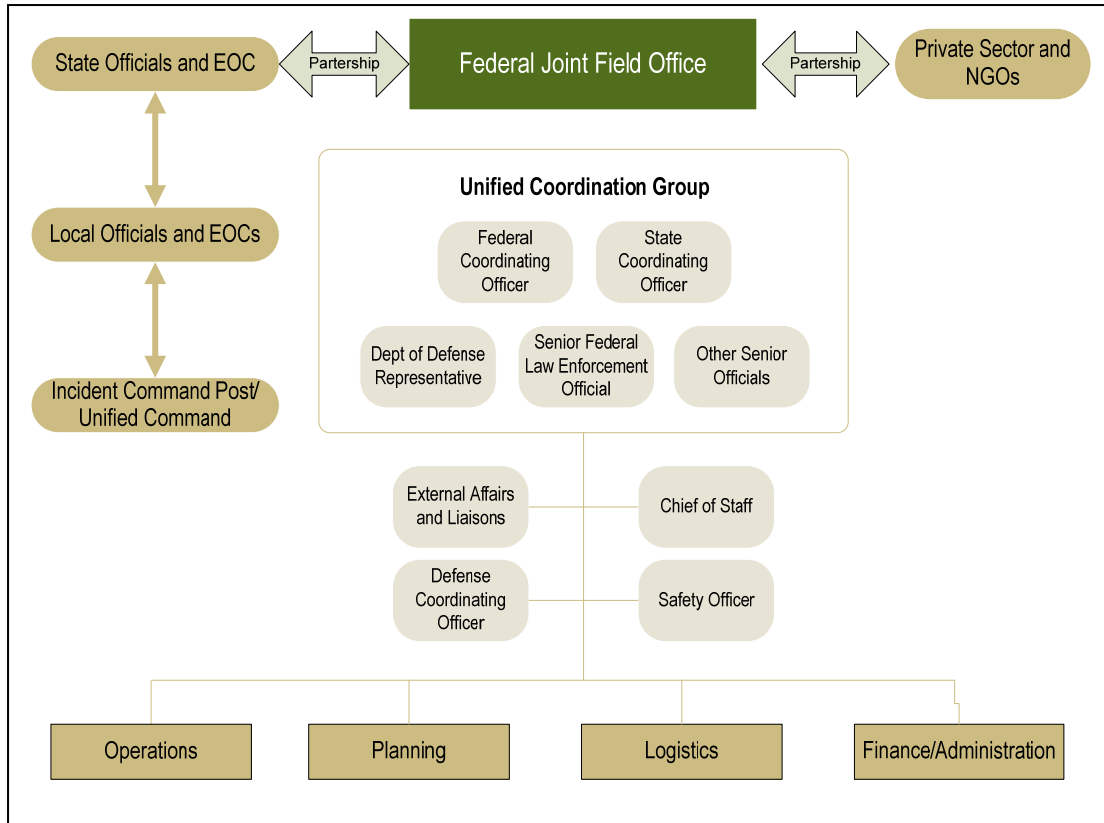 State Officials and EOC
Partership
Federal Joint Field Office
Partership
Private Sector and
NGOs
Unified Coordination Group
Local Officials and EOCs
Federal
Coordinating
Officer
State
Coordinating
Officer
Dept of Defense
Representative
Senior Federal
Law Enforcement
Official
Other Senior
Officials
Incident Command Post/
Unified Command
External Affairs
and Liaisons
Chief of Staff
Defense
Coordinating
Officer
Safety Officer
Operations
Planning
Logistics
Finance/Administration